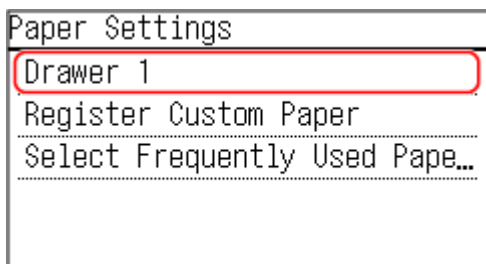 Paper Settings
Drawer 1
Register Custom Paper
Select Frequently Used Pape…